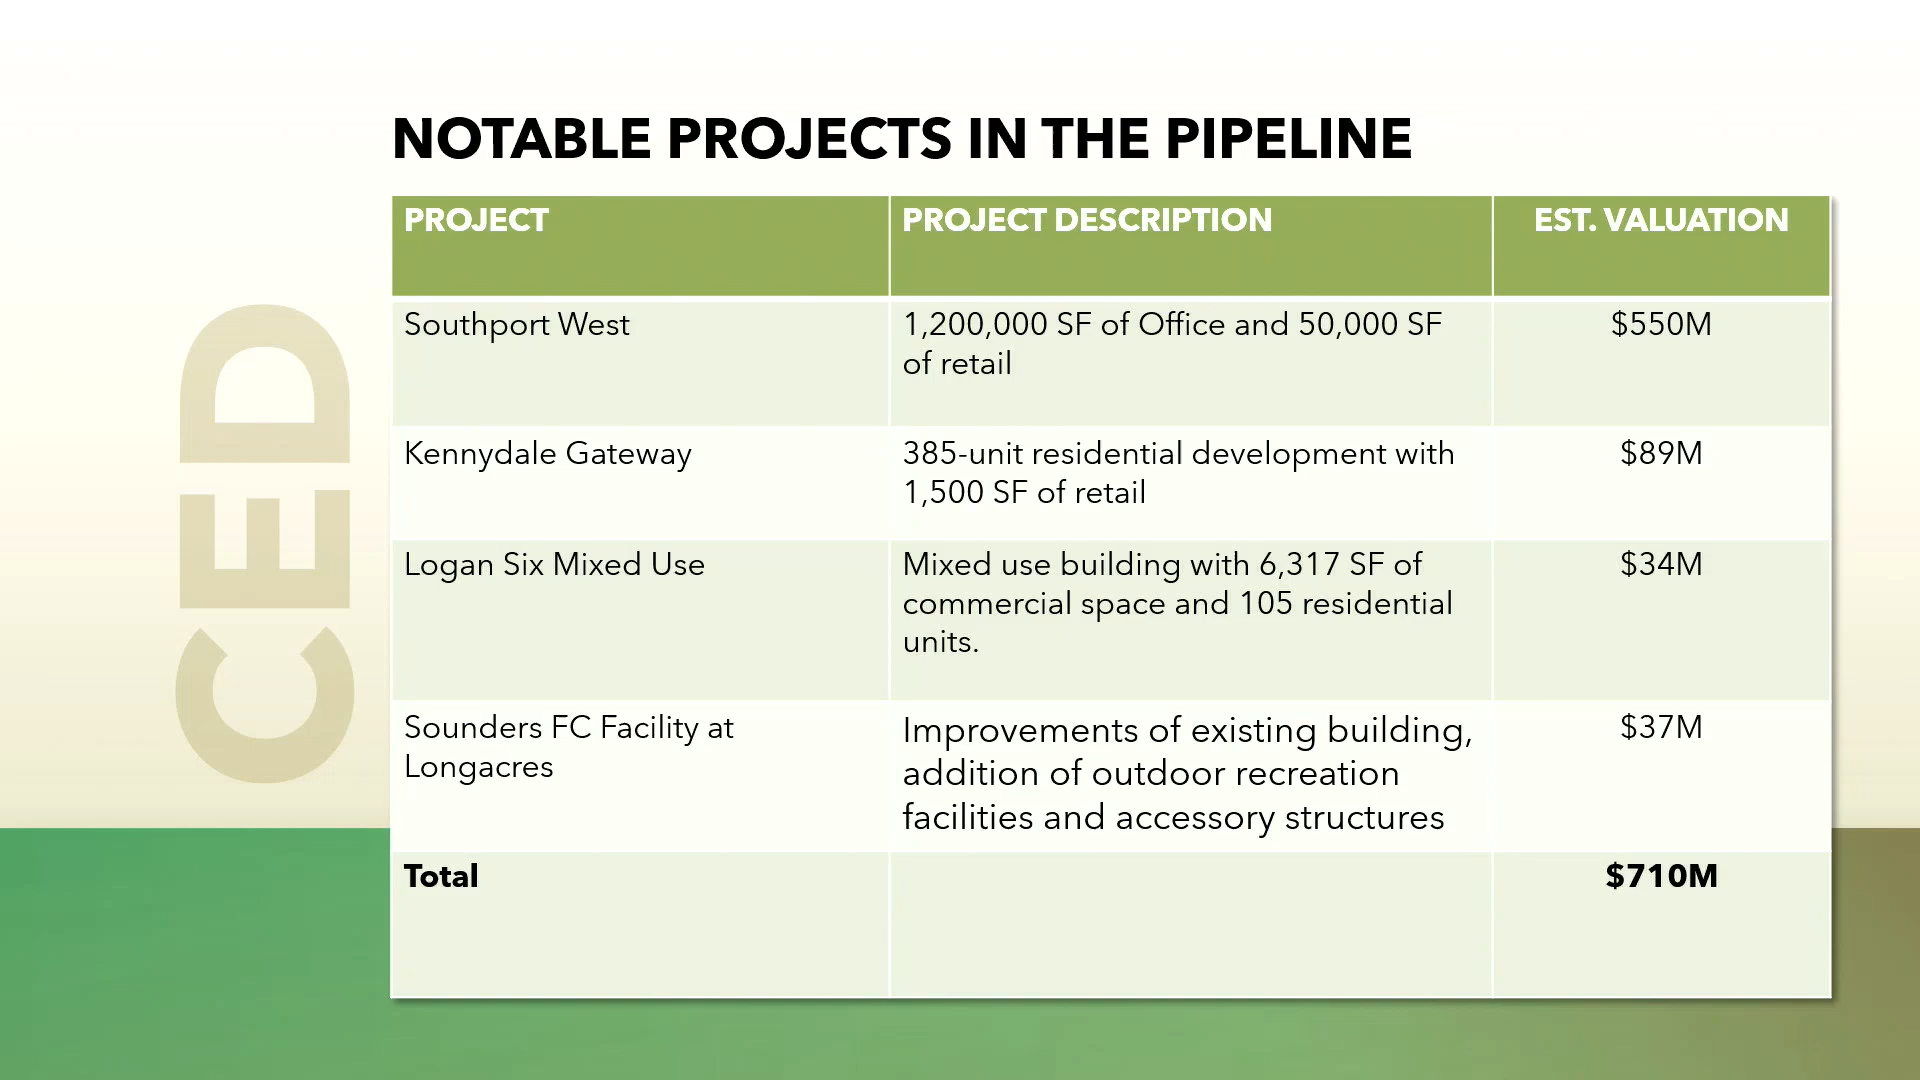 NOTABLE PROJECTS IN THE PIPELINE
CED
PROJECT
PROJECT DESCRIPTION
EST. VALUATION
Southport West
1,200,000 SF of Office and 50,000 SF
of retail
$550M
Kennydale Gateway
385-unit residential development with
1,500 SF of retail
$89M
Logan Six Mixed Use
Mixed use building with 6,317 SF of
commercial space and 105 residential
units.
$34M
Sounders FC Facility at
Longacres
Improvements of existing building,
addition of outdoor recreation
facilities and accessory structures
$37M
Total
$710M